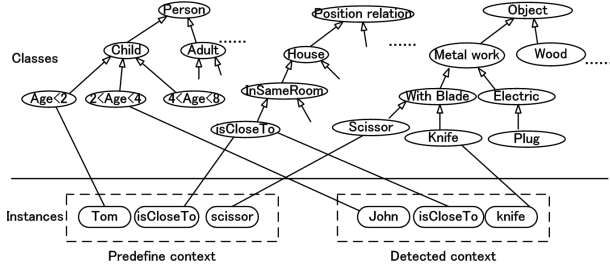 Person
Position relation
Object
Classes
Child
Adult
......
House
......
Metal work
Wood
......
Age<2
2<Age<4
4<Age<8
InSameRoom
With Blade
Electric
isCloseTo
Scissor
Knife
Plug
Instances
Tom
isCloseTo
scissor
John
isCloseTo
knife
Predefine context
Detected context